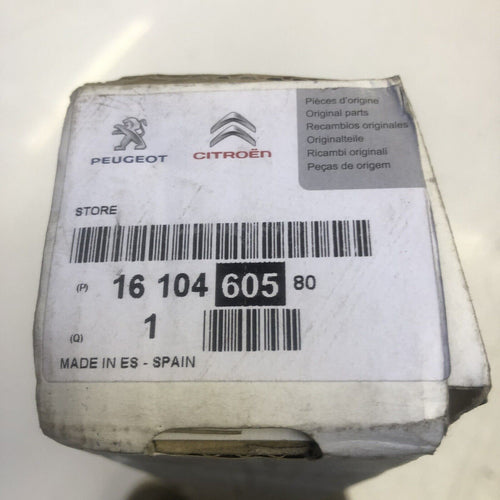 PEUGEOT
CITROËN
Pièces d'origine
Original parts
Recambios originales
Originalteile
Ricambi originali
Peças de origem
STORE
(P) 16 104 605 80
(Q) 1
MADE IN ES - SPAIN